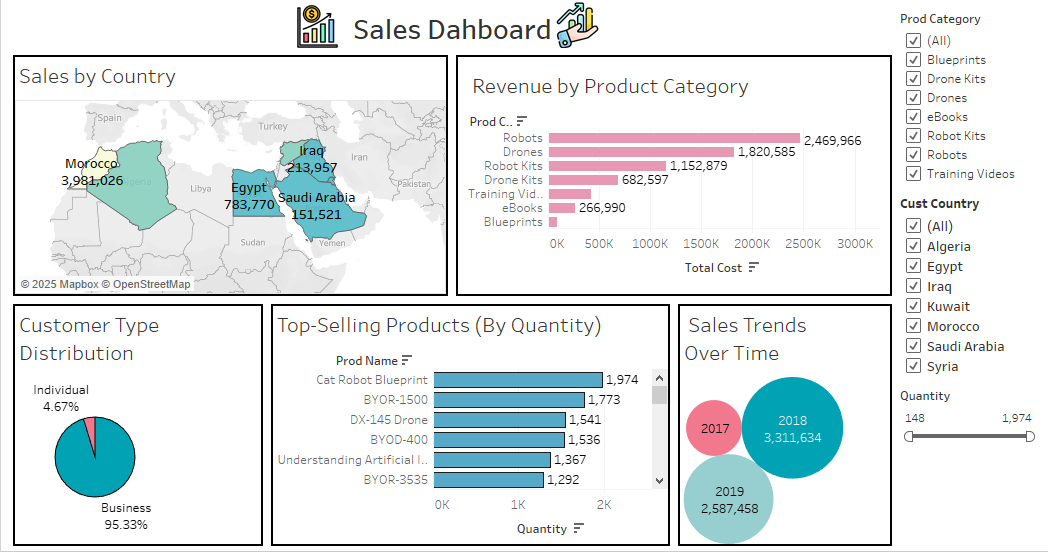 Sales Dahboard
Sales by Country
Spain
Turkey
Iraq
213,957
Iran
Morocco
3,981,026
Algeria
Libya
Egypt
783,770
Saudi Arabia
151,521
Pakistan
Sudan
Yemen
© 2025 Mapbox © OpenStreetMap
Revenue by Product Category
Prod C..
Robots 2,469,966
Drones 1,820,585
Robot Kits 1,152,879
Drone Kits 682,597
Training Vid..
eBooks 266,990
Blueprints
0K 500K 1000K 1500K 2000K 2500K 3000K
Total Cost
Customer Type
Distribution
Individual
4.67%
Business
95.33%
Top-Selling Products (By Quantity)
Prod Name
Cat Robot Blueprint 1,974
BYOR-1500 1,773
DX-145 Drone 1,541
BYOD-400 1,536
Understanding Artificial I.. 1,367
BYOR-3535 1,292
0K 1K 2K
Quantity
Sales Trends
Over Time
2017
2018
3,311,634
2019
2,587,458
Prod Category
(All)
Blueprints
Drone Kits
Drones
eBooks
Robot Kits
Robots
Training Videos
Cust Country
(All)
Algeria
Egypt
Iraq
Kuwait
Morocco
Saudi Arabia
Syria
Quantity
148 1,974